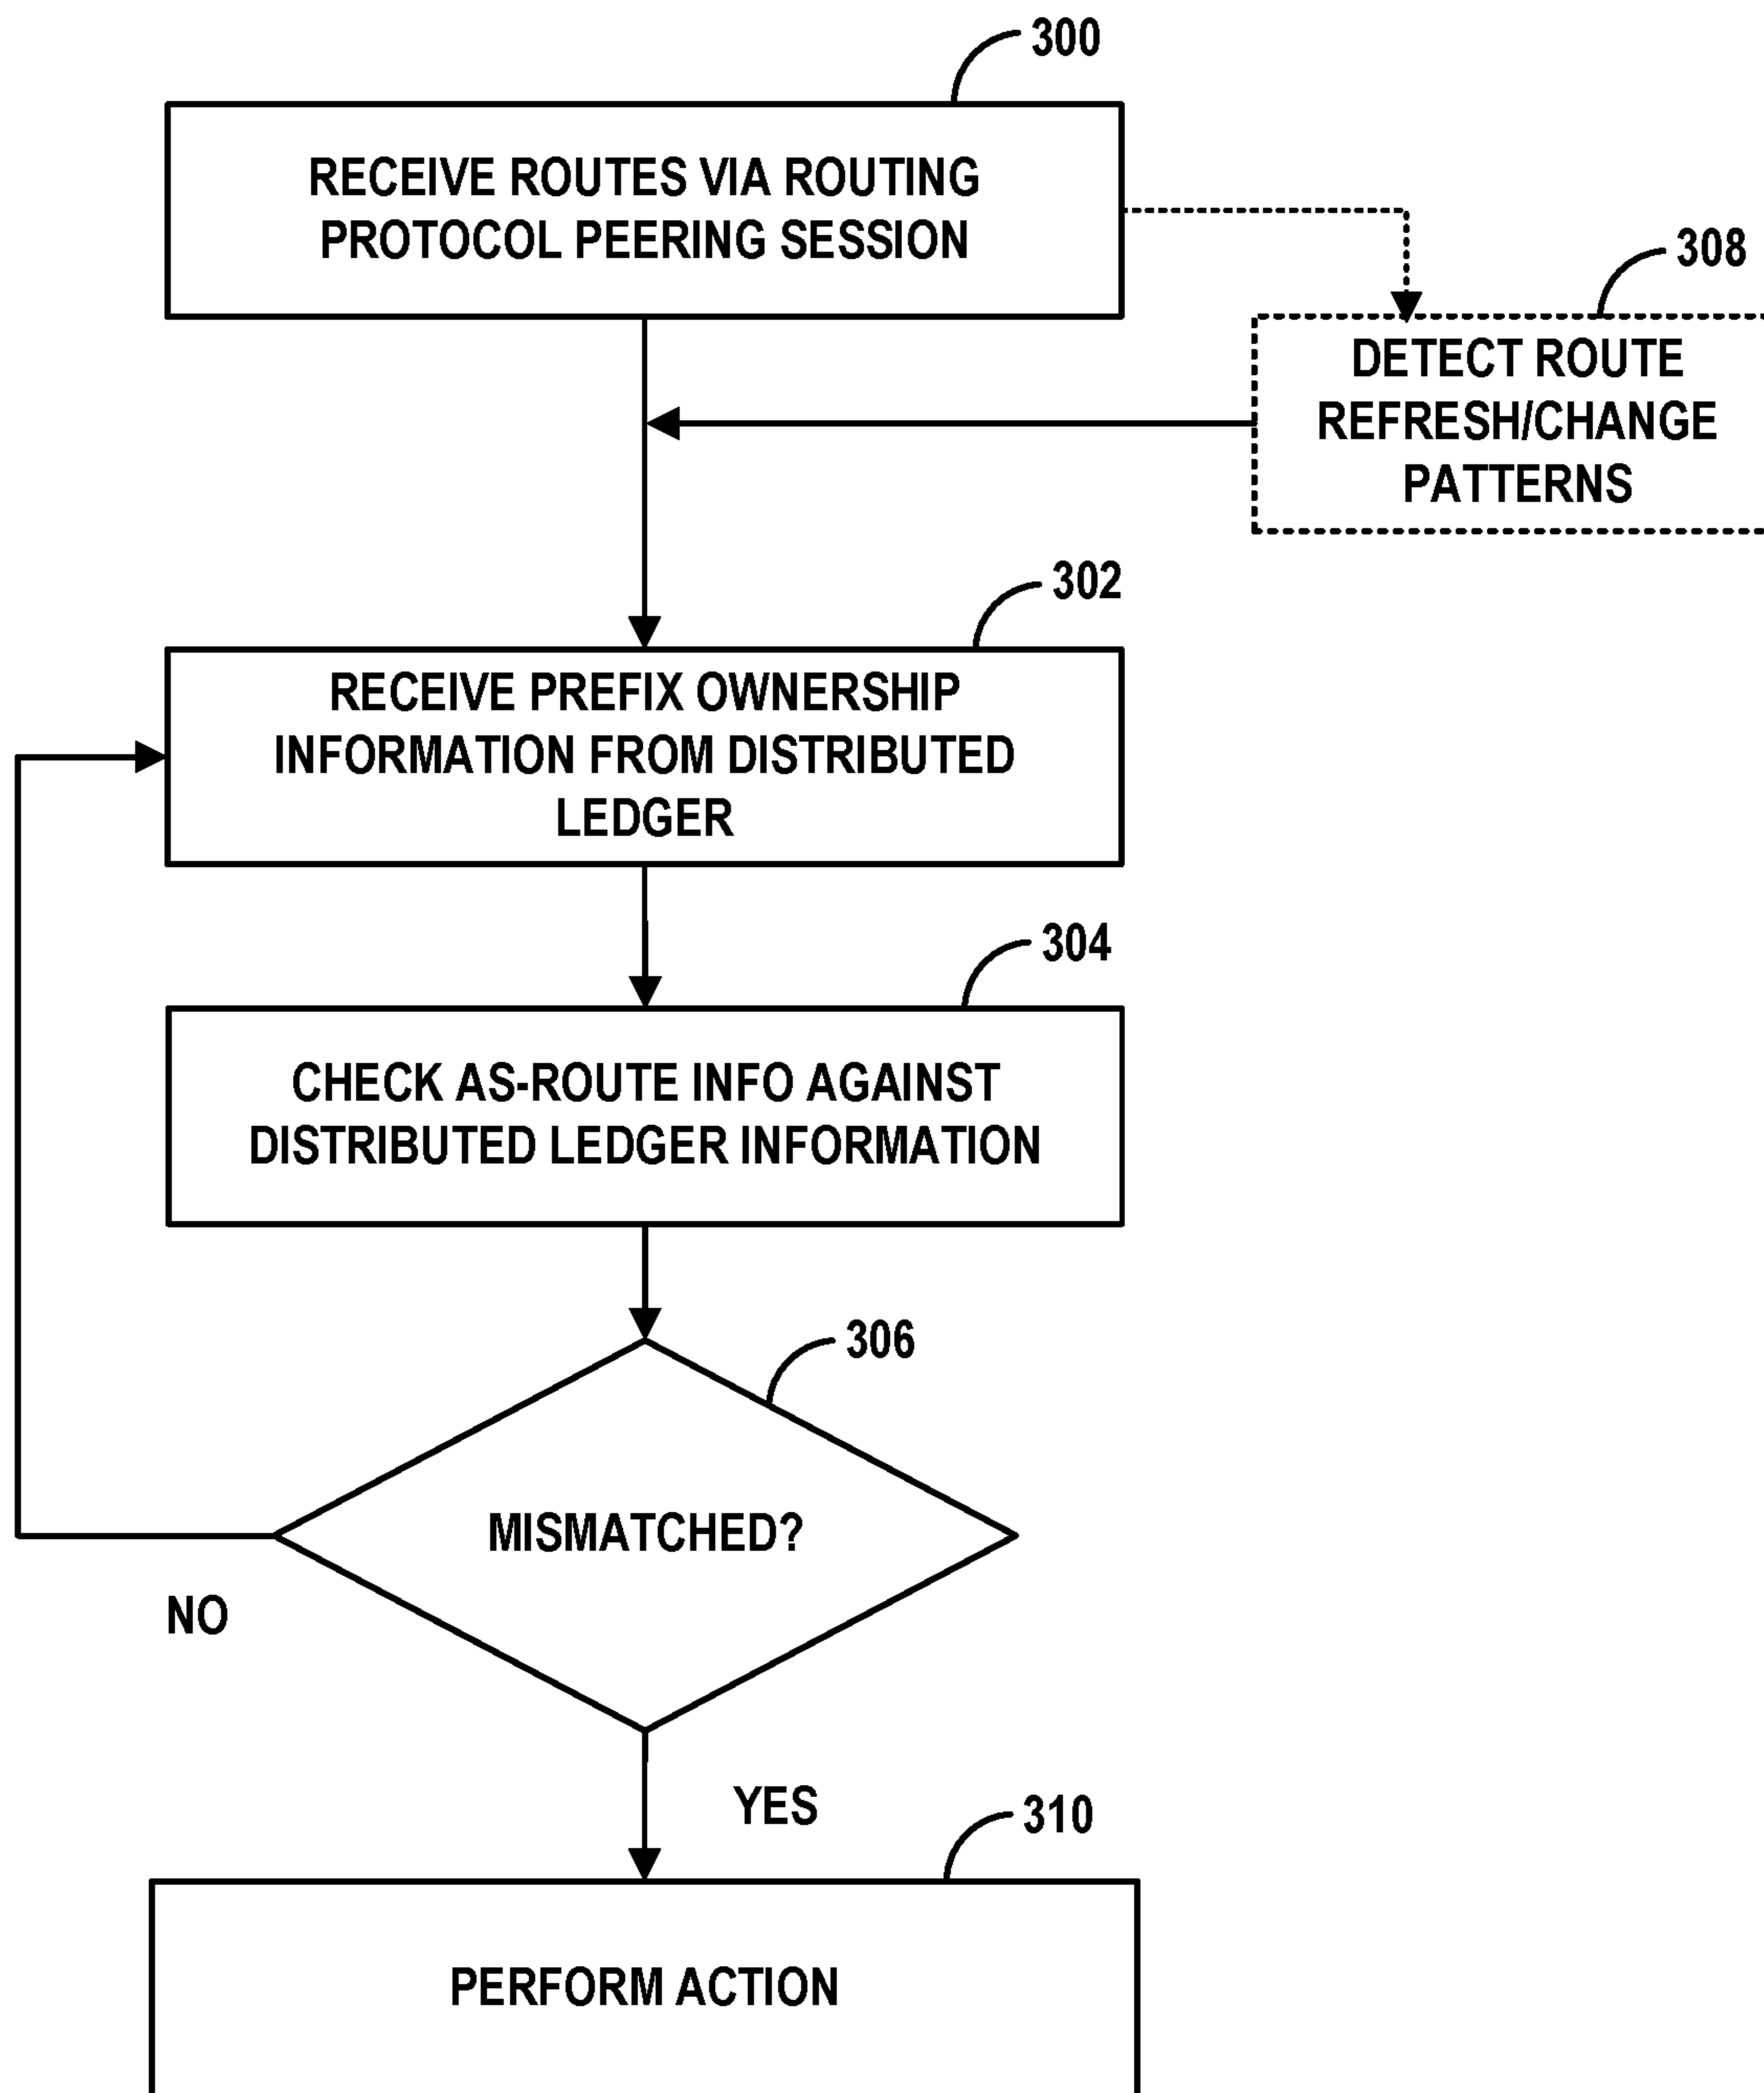 300
RECEIVE ROUTES VIA ROUTING
PROTOCOL PEERING SESSION
308
DETECT ROUTE
REFRESH/CHANGE
PATTERNS
302
RECEIVE PREFIX OWNERSHIP
INFORMATION FROM DISTRIBUTED
LEDGER
304
CHECK AS-ROUTE INFO AGAINST
DISTRIBUTED LEDGER INFORMATION
306
MISMATCHED?
NO
YES
310
PERFORM ACTION